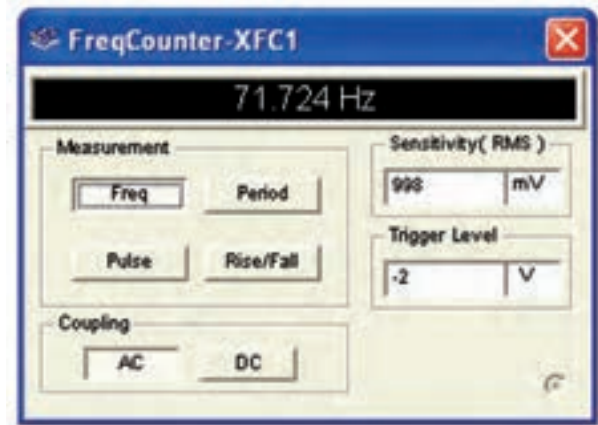 FreqCounter-XFC1
71.724 Hz
Measurement
Freq Period
Pulse Rise/Fall
Coupling
AC DC
Sensitivity( RMS )
998 mV
Trigger Level
-2 V